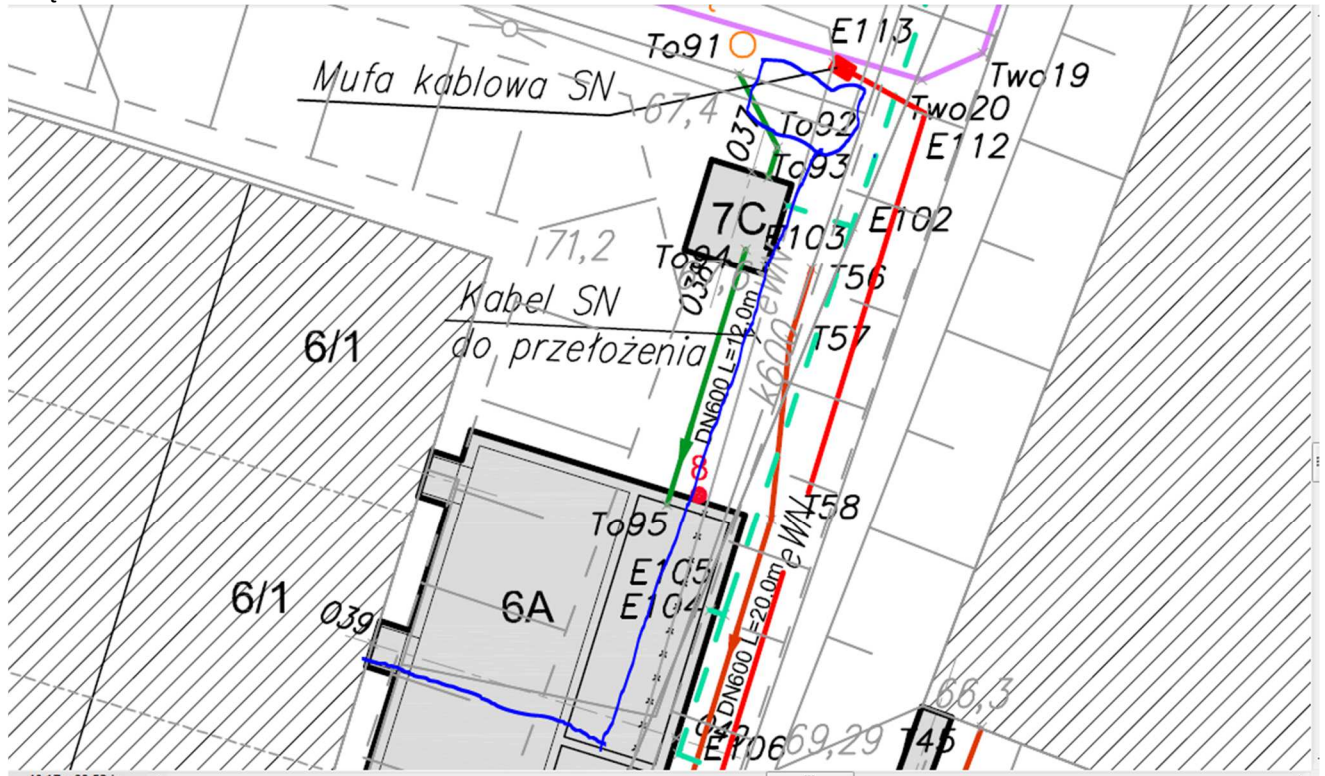 E113
To91
Two19
Mufa kablowa SN
67,4
Two20
To92
037
E112
To93
7C
E102
E103
71,2
To94
T56
038
Kabel SN
eWN
6/1
do przełożenia
T57
DN600 L=12,0m
k600
8
To95
T58
eWN
E105
6/1
039
6A
E104
DN600 L=20,0m
66,3
E106
69,29
T45